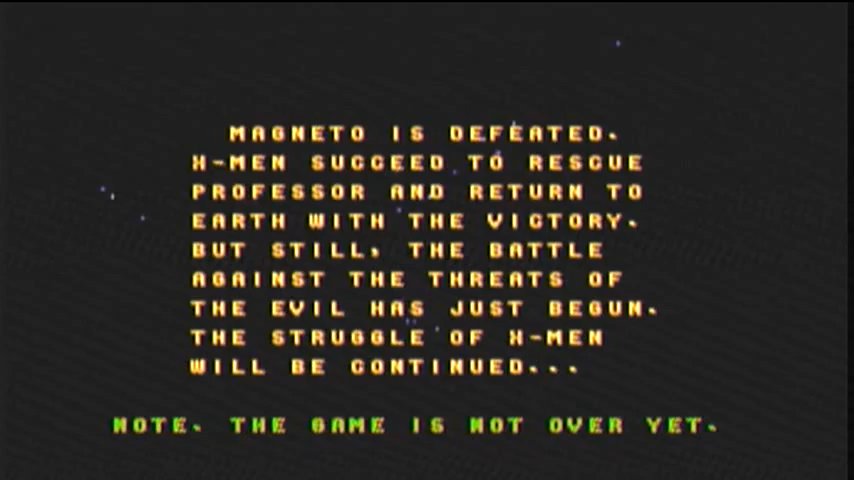 MAGNETO IS DEFEATED.
X-MEN SUCCEED TO RESCUE
PROFESSOR AND RETURN TO
EARTH WITH THE VICTORY.
BUT STILL, THE BATTLE
AGAINST THE THREATS OF
THE EVIL HAS JUST BEGUN.
THE STRUGGLE OF X-MEN
WILL BE CONTINUED...
NOTE. THE GAME IS NOT OVER YET.